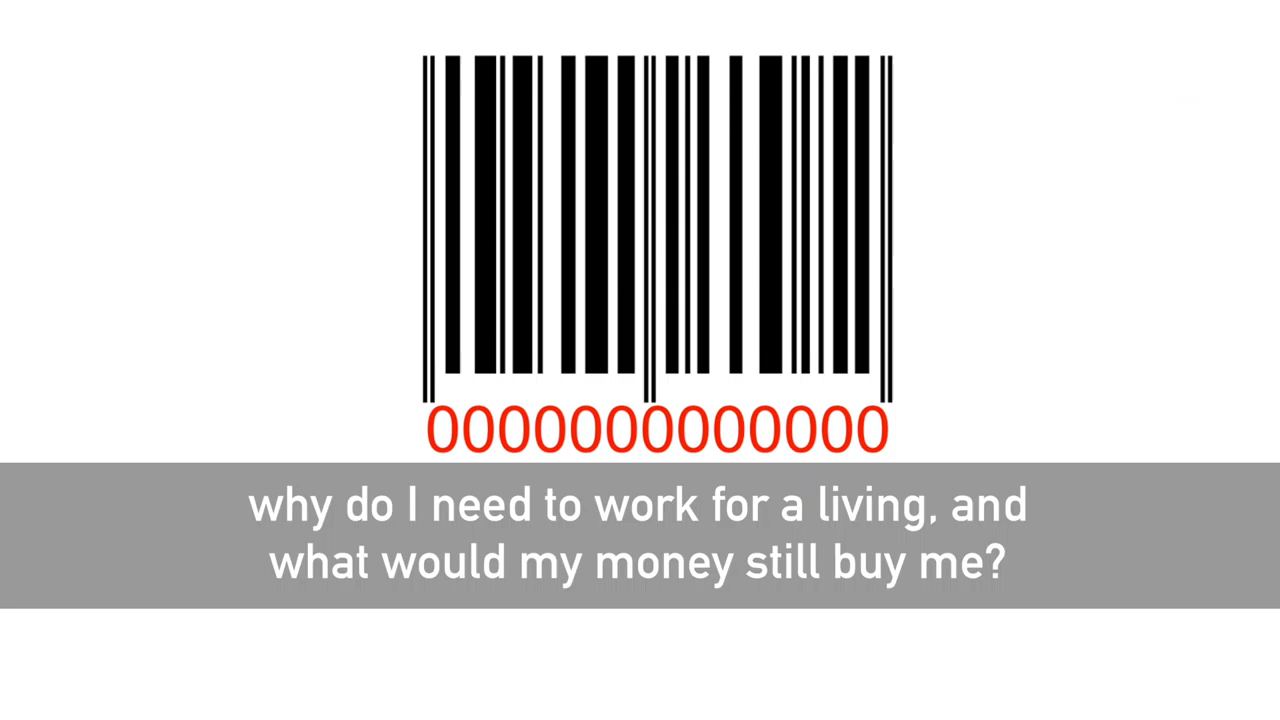 0000000000000
why do I need to work for a living, and
what would my money still buy me?